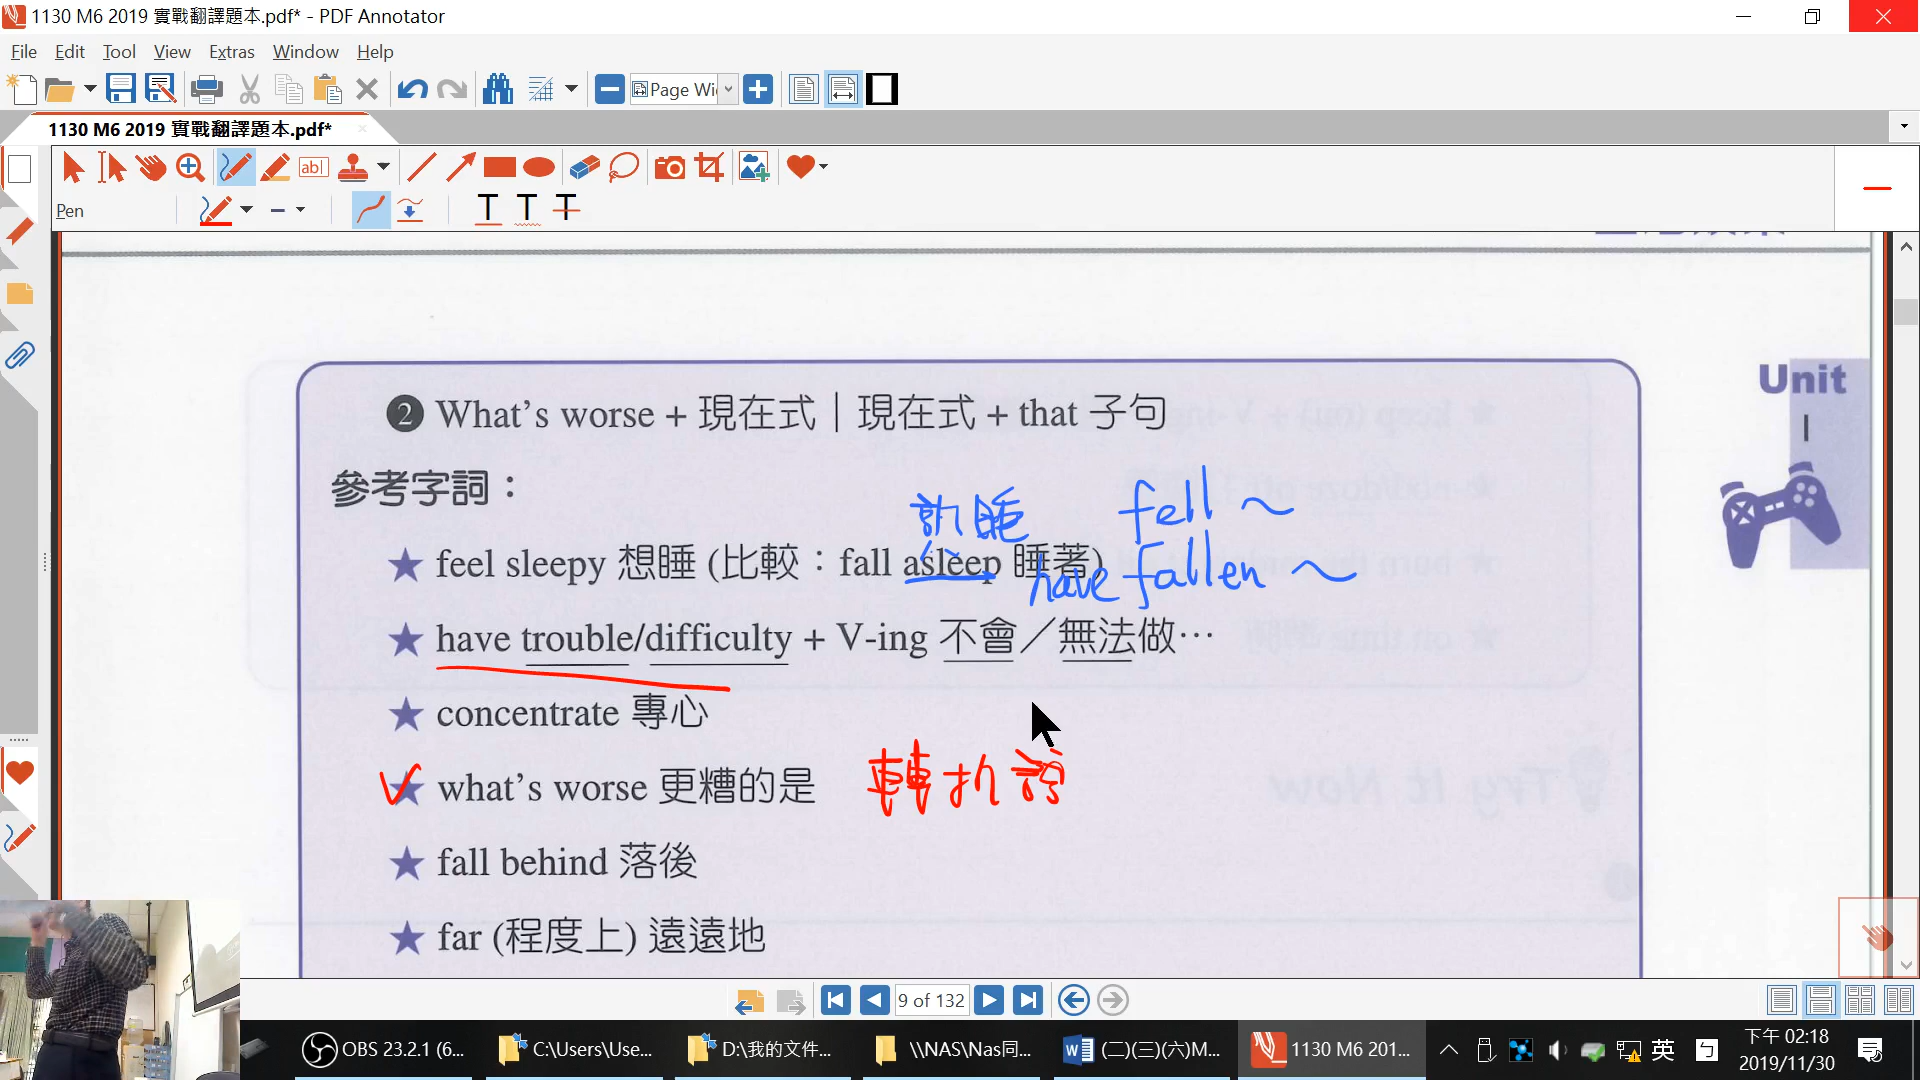 1130 M6 2019 實戰翻譯題本.pdf* - PDF Annotator
File Edit Tool View Extras Window Help
Page Wi
1130 M6 2019 實戰翻譯題本.pdf*
Pen
❷ What's worse + 現在式｜現在式 + that 子句
Unit
1
參考字詞：
熟睡 fell ~
★ feel sleepy 想睡 (比較：fall asleep 睡著)
have fallen ~
★ have trouble/difficulty + V-ing 不會／無法做…
★ concentrate 專心
★ what's worse 更糟的是 轉折語
★ fall behind 落後
★ far (程度上) 遠遠地
9 of 132
OBS 23.2.1 (6...
C:\Users\Use...
D:\我的文件...
\\NAS\Nas同...
(二)(三)(六)M...
1130 M6 201...
英
ㄅ
下午 02:18
2019/11/30